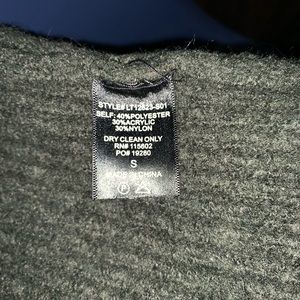 STYLE# LT12823-S01
SELF: 40%POLYESTER
30%ACRYLIC
30%NYLON
DRY CLEAN ONLY
RN# 115602
PO# 19280
S
MADE IN CHINA
P